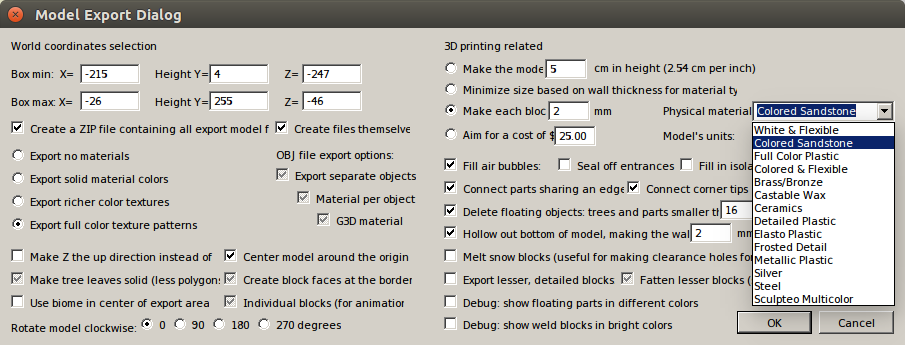 Model Export Dialog
World coordinates selection
Box min: X= -215 Height Y= 4 Z= -247
Box max: X= -26 Height Y= 255 Z= -46
Create a ZIP file containing all export model f Create files themselve
Export no materials
Export solid material colors
Export richer color textures
Export full color texture patterns
OBJ file export options:
Export separate objects
Material per object
G3D material
Make Z the up direction instead of Center model around the origin
Make tree leaves solid (less polygons Create block faces at the border
Use biome in center of export area Individual blocks (for animation
Rotate model clockwise: 0 90 180 270 degrees
3D printing related
Make the mode 5 cm in height (2.54 cm per inch)
Minimize size based on wall thickness for material ty
Make each bloc 2 mm Physical material Colored Sandstone
Aim for a cost of $ 25.00 Model's units:
Fill air bubbles: Seal off entrances Fill in isola
Connect parts sharing an edge Connect corner tips
Delete floating objects: trees and parts smaller th 16
Hollow out bottom of model, making the wal 2 mm
Melt snow blocks (useful for making clearance holes fo
Export lesser, detailed blocks Fatten lesser blocks (
Debug: show floating parts in different colors
Debug: show weld blocks in bright colors
White & Flexible
Colored Sandstone
Full Color Plastic
Colored & Flexible
Brass/Bronze
Castable Wax
Ceramics
Detailed Plastic
Elasto Plastic
Frosted Detail
Metallic Plastic
Silver
Steel
Sculpteo Multicolor
OK Cancel